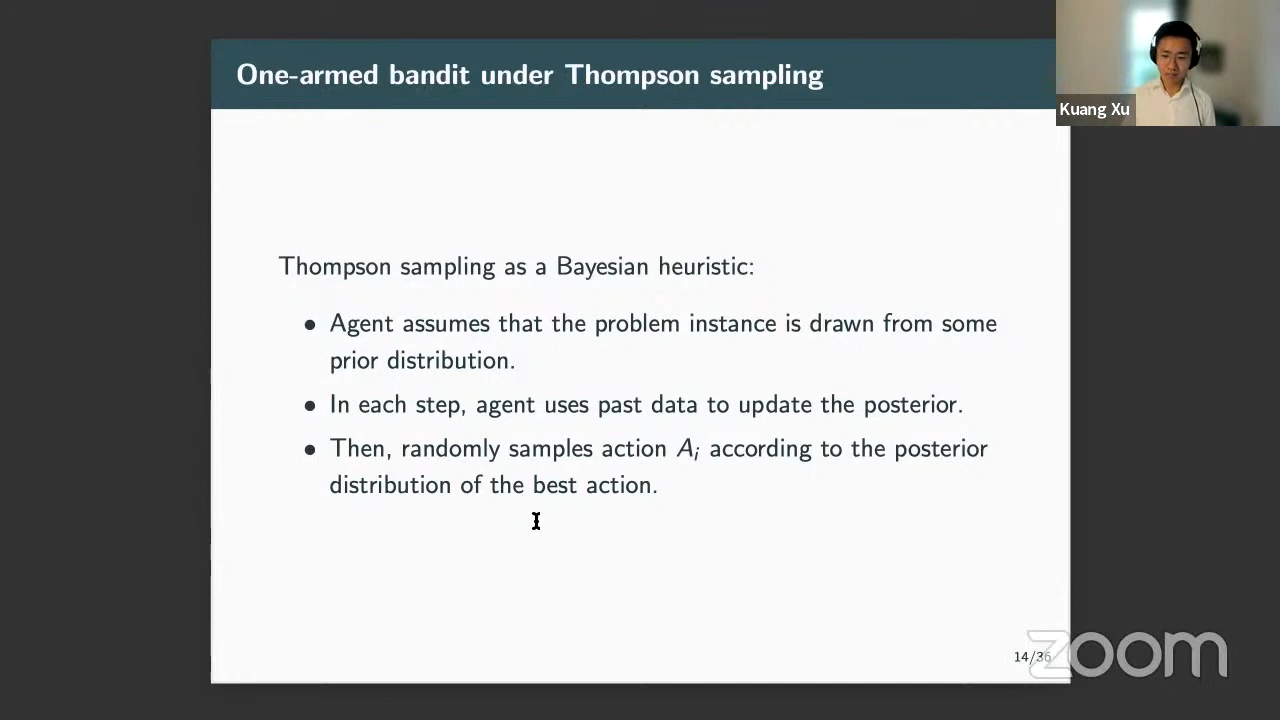 One-armed bandit under Thompson sampling
Kuang Xu
Thompson sampling as a Bayesian heuristic:
• Agent assumes that the problem instance is drawn from some
prior distribution.
• In each step, agent uses past data to update the posterior.
• Then, randomly samples action Aᵢ according to the posterior
distribution of the best action.
14/36
zoom